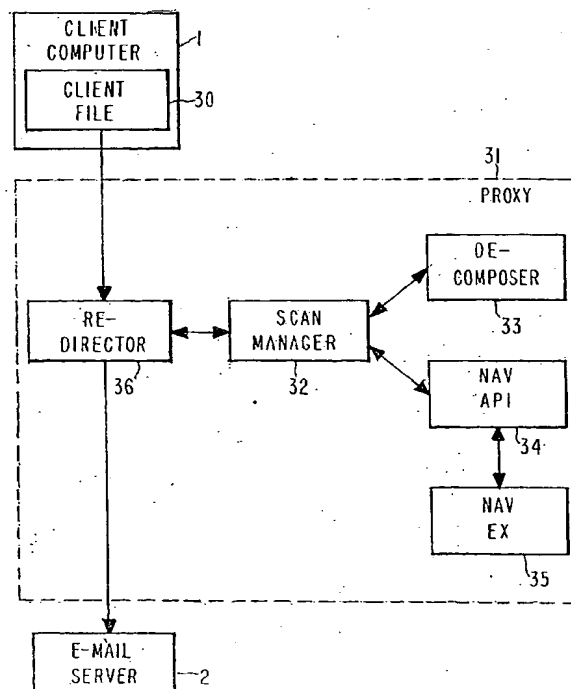 CLIENT
COMPUTER
1
CLIENT
FILE
30
31
PROXY
DE-
COMPOSER
33
RE-
DIRECTOR
36
SCAN
MANAGER
32
NAV
API
34
NAV
EX
35
E-MAIL
SERVER
2